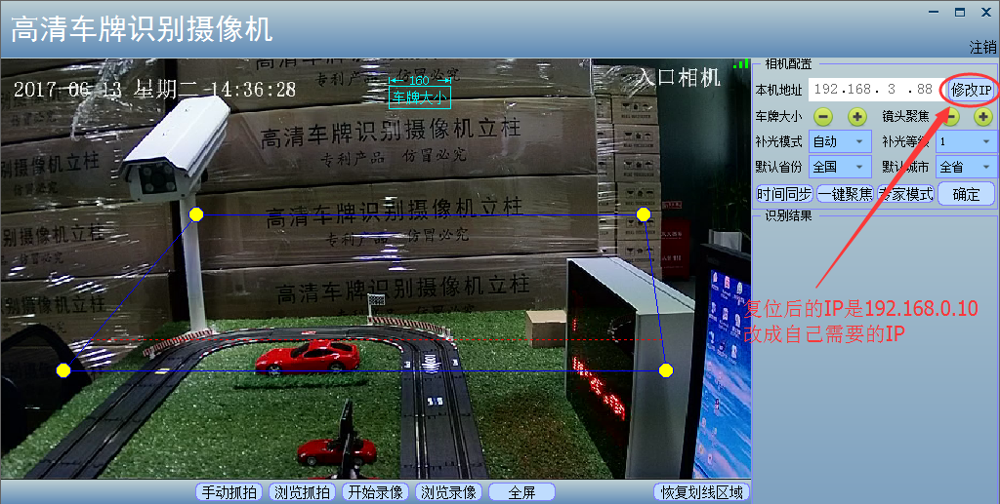 高清车牌识别摄像机
注销
2017-06-13 星期二 14:36:28
160
车牌大小
入口相机
专利产品 仿冒必究
高清车牌识别摄像机立柱
专利产品 仿冒必究
高清车牌识别摄像机立柱
专利产品 仿冒必究
高清车牌识别摄像机立柱
相机配置
本机地址 192.168. 3 .88 修改IP
车牌大小 镜头聚焦
补光模式 自动 补光等级 1
默认省份 全国 默认城市 全省
时间同步 一键聚焦 专家模式 确定
识别结果
复位后的IP是192.168.0.10
改成自己需要的IP
手动抓拍 浏览抓拍 开始录像 浏览录像 全屏 恢复划线区域